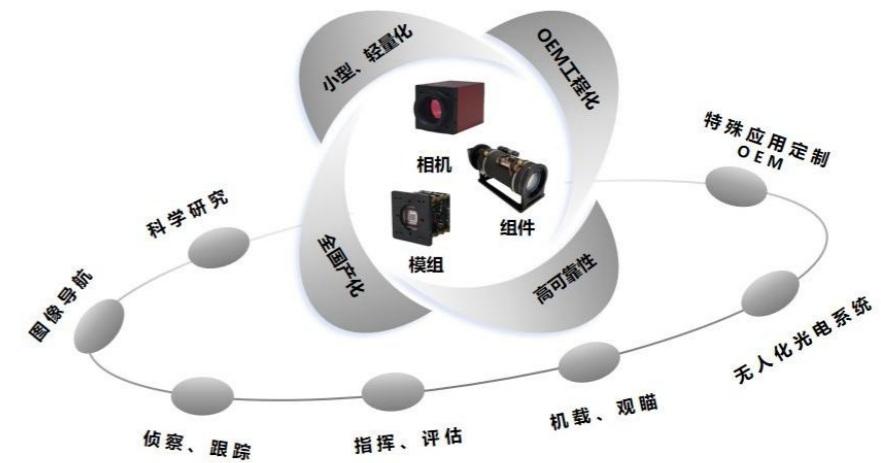 小型、轻量化
OEM工程化
相机
组件
模组
全国产化
高可靠性
特殊应用定制
OEM
科学研究
图像导航
侦察、跟踪
指挥、评估
机载、观瞄
无人化光电系统